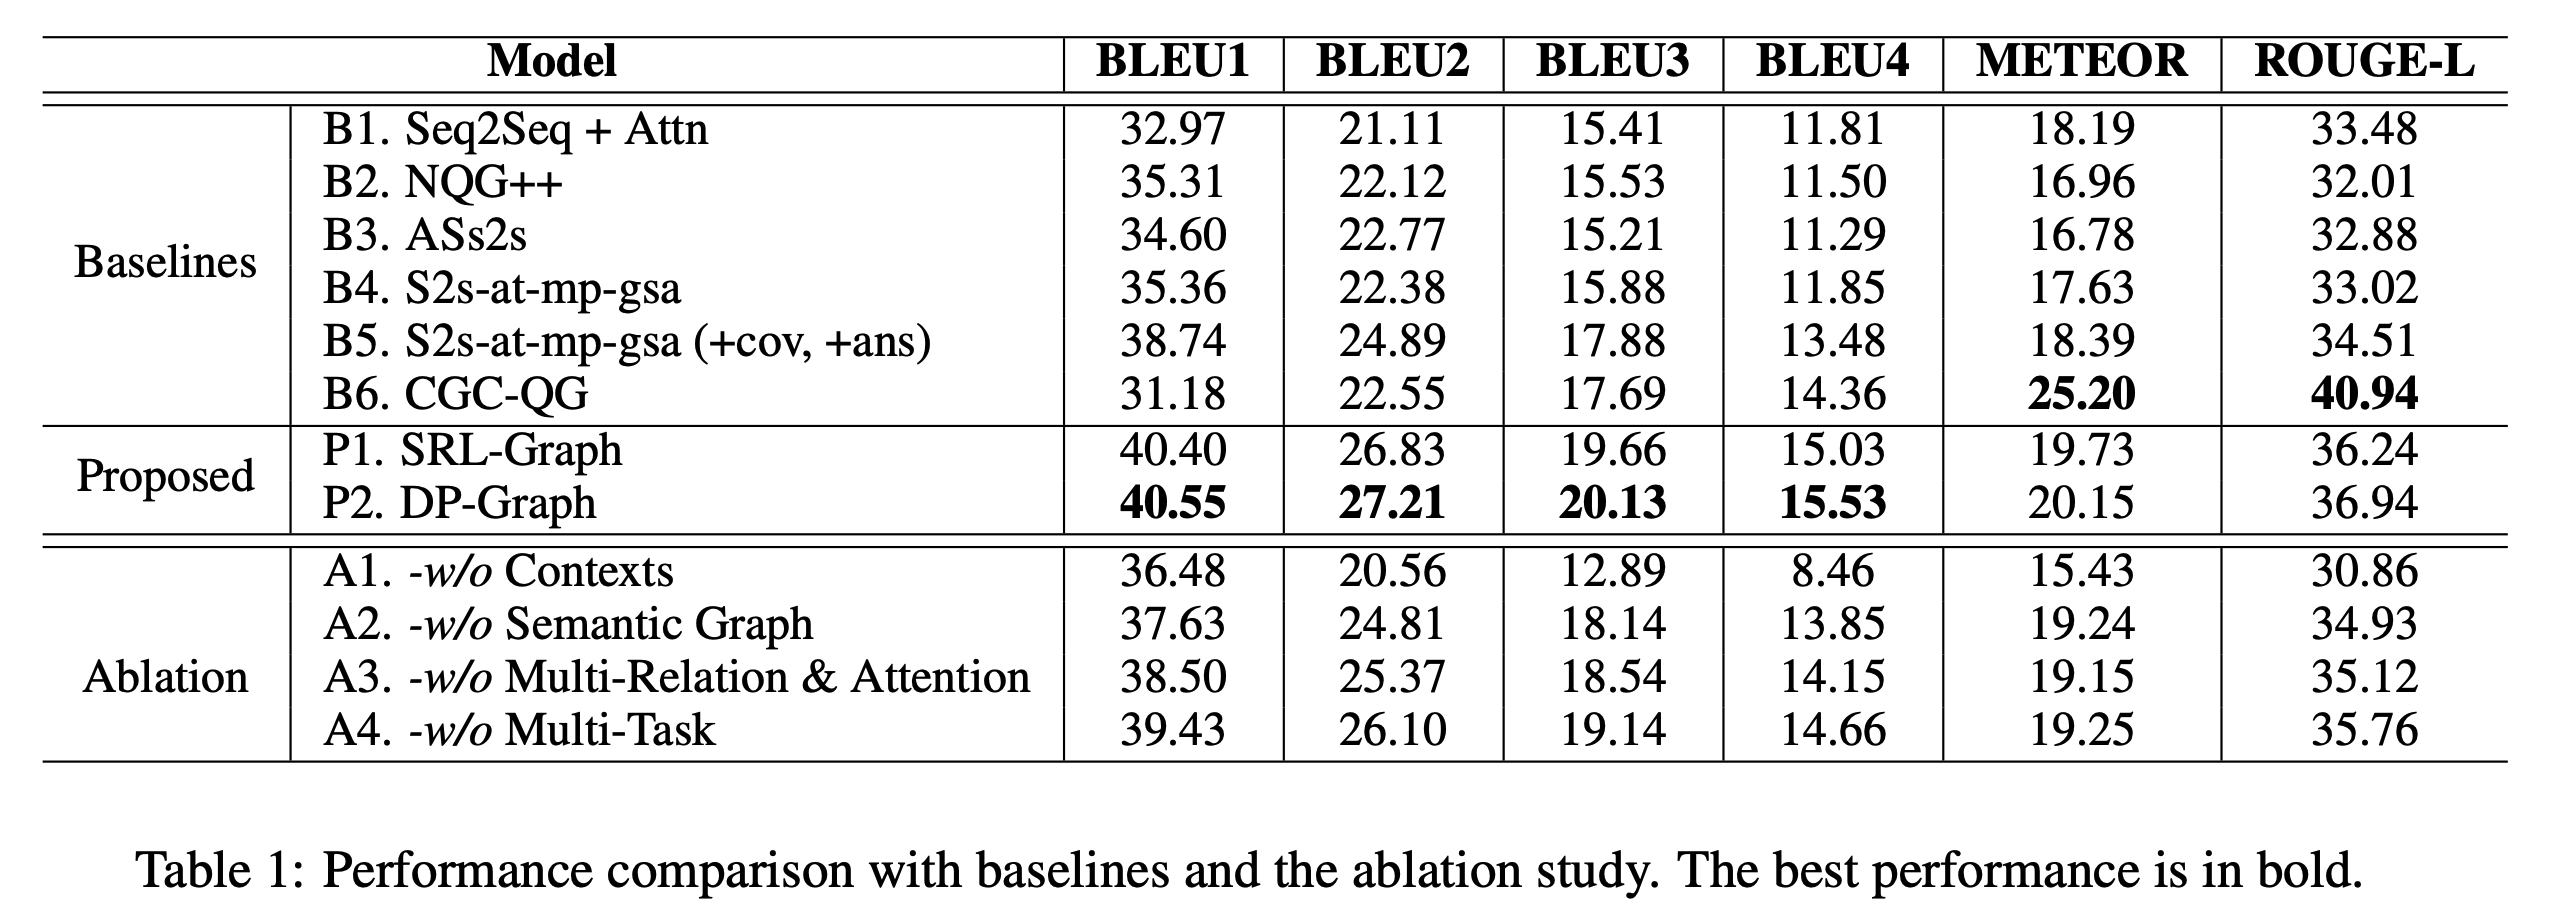 Model BLEU1 BLEU2 BLEU3 BLEU4 METEOR ROUGE-L
B1. Seq2Seq + Attn 32.97 21.11 15.41 11.81 18.19 33.48
B2. NQG++ 35.31 22.12 15.53 11.50 16.96 32.01
B3. ASs2s 34.60 22.77 15.21 11.29 16.78 32.88
Baselines
B4. S2s-at-mp-gsa 35.36 22.38 15.88 11.85 17.63 33.02
B5. S2s-at-mp-gsa (+cov, +ans) 38.74 24.89 17.88 13.48 18.39 34.51
B6. CGC-QG 31.18 22.55 17.69 14.36 25.20 40.94
Proposed
P1. SRL-Graph 40.40 26.83 19.66 15.03 19.73 36.24
P2. DP-Graph 40.55 27.21 20.13 15.53 20.15 36.94
A1. -w/o Contexts 36.48 20.56 12.89 8.46 15.43 30.86
A2. -w/o Semantic Graph 37.63 24.81 18.14 13.85 19.24 34.93
Ablation
A3. -w/o Multi-Relation & Attention 38.50 25.37 18.54 14.15 19.15 35.12
A4. -w/o Multi-Task 39.43 26.10 19.14 14.66 19.25 35.76
Table 1: Performance comparison with baselines and the ablation study. The best performance is in bold.